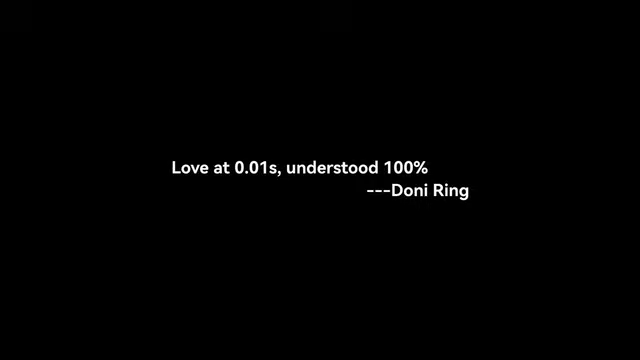 Love at 0.01s, understood 100%
---Doni Ring